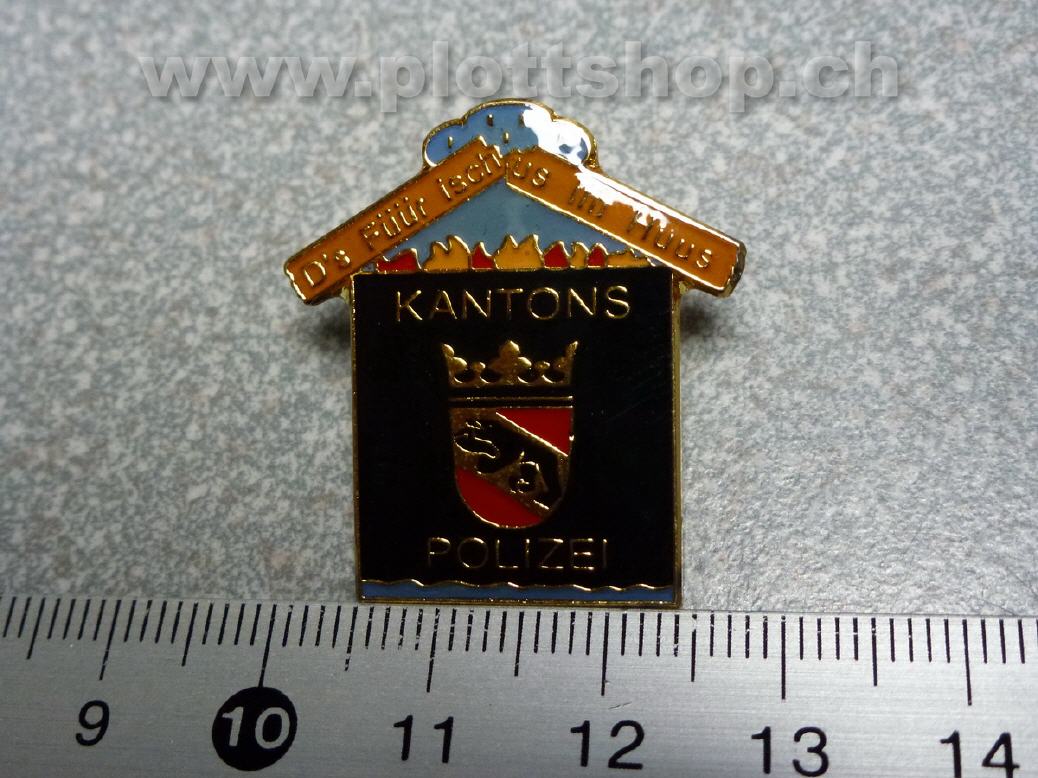 www.plottshop.ch
D's Füür isch us im Huus
KANTONS
POLIZEI
9 10 11 12 13 14